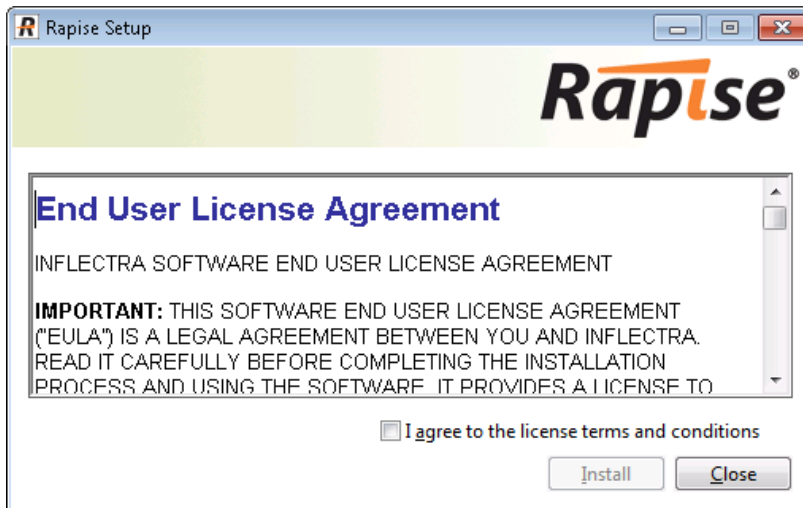 Rapise Setup
Rapise®
End User License Agreement
INFLECTRA SOFTWARE END USER LICENSE AGREEMENT
IMPORTANT: THIS SOFTWARE END USER LICENSE AGREEMENT
("EULA") IS A LEGAL AGREEMENT BETWEEN YOU AND INFLECTRA.
READ IT CAREFULLY BEFORE COMPLETING THE INSTALLATION
PROCESS AND USING THE SOFTWARE. IT PROVIDES A LICENSE TO
I agree to the license terms and conditions
Install Close